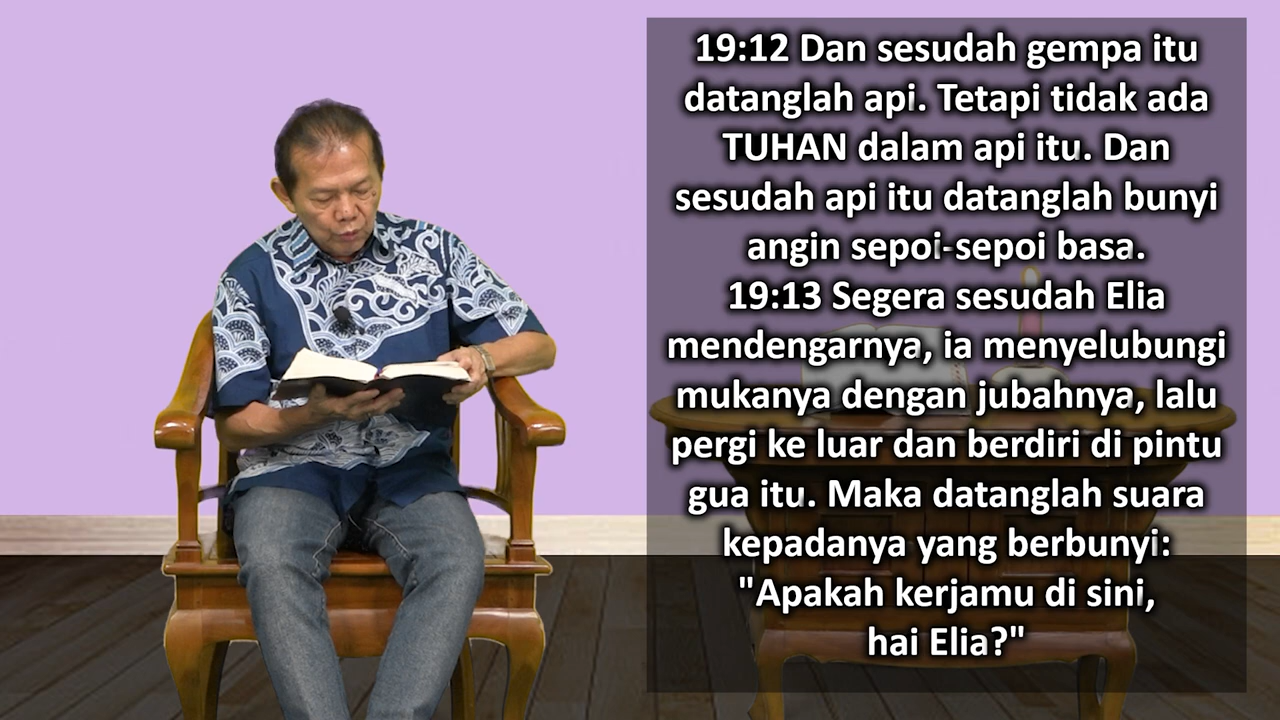 19:12 Dan sesudah gempa itu
datanglah api. Tetapi tidak ada
TUHAN dalam api itu. Dan
sesudah api itu datanglah bunyi
angin sepoi-sepoi basa.
19:13 Segera sesudah Elia
mendengarnya, ia menyelubungi
mukanya dengan jubahnya, lalu
pergi ke luar dan berdiri di pintu
gua itu. Maka datanglah suara
kepadanya yang berbunyi:
"Apakah kerjamu di sini,
hai Elia?"